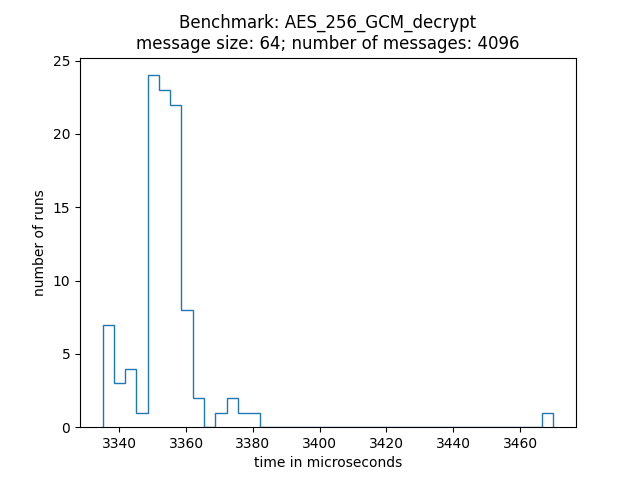 Benchmark: AES_256_GCM_decrypt
message size: 64; number of messages: 4096
25
20
15
10
5
0
number of runs
3340 3360 3380 3400 3420 3440 3460
time in microseconds